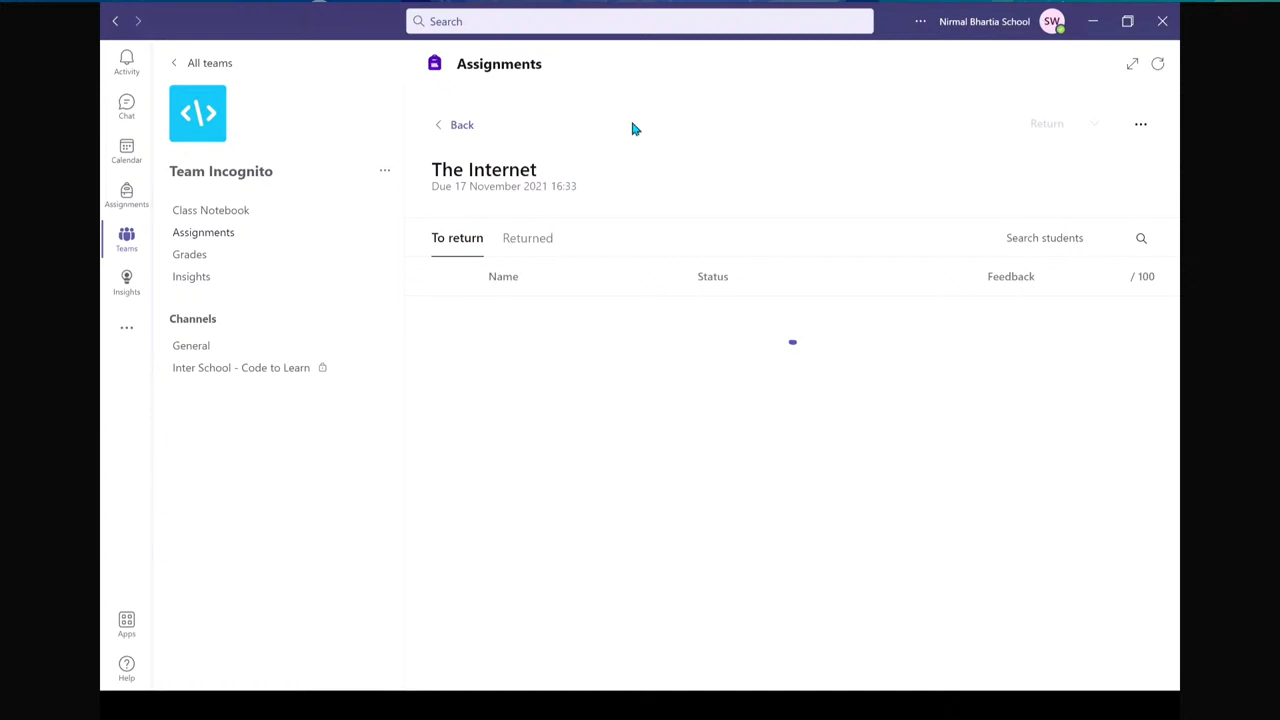 Search
Nirmal Bhartia School
SW
Activity
Chat
Calendar
Assignments
Teams
Insights
Apps
Help
All teams
Team Incognito
Class Notebook
Assignments
Grades
Insights
Channels
General
Inter School - Code to Learn
Assignments
Back
Return
The Internet
Due 17 November 2021 16:33
To return
Returned
Search students
Name
Status
Feedback
/ 100